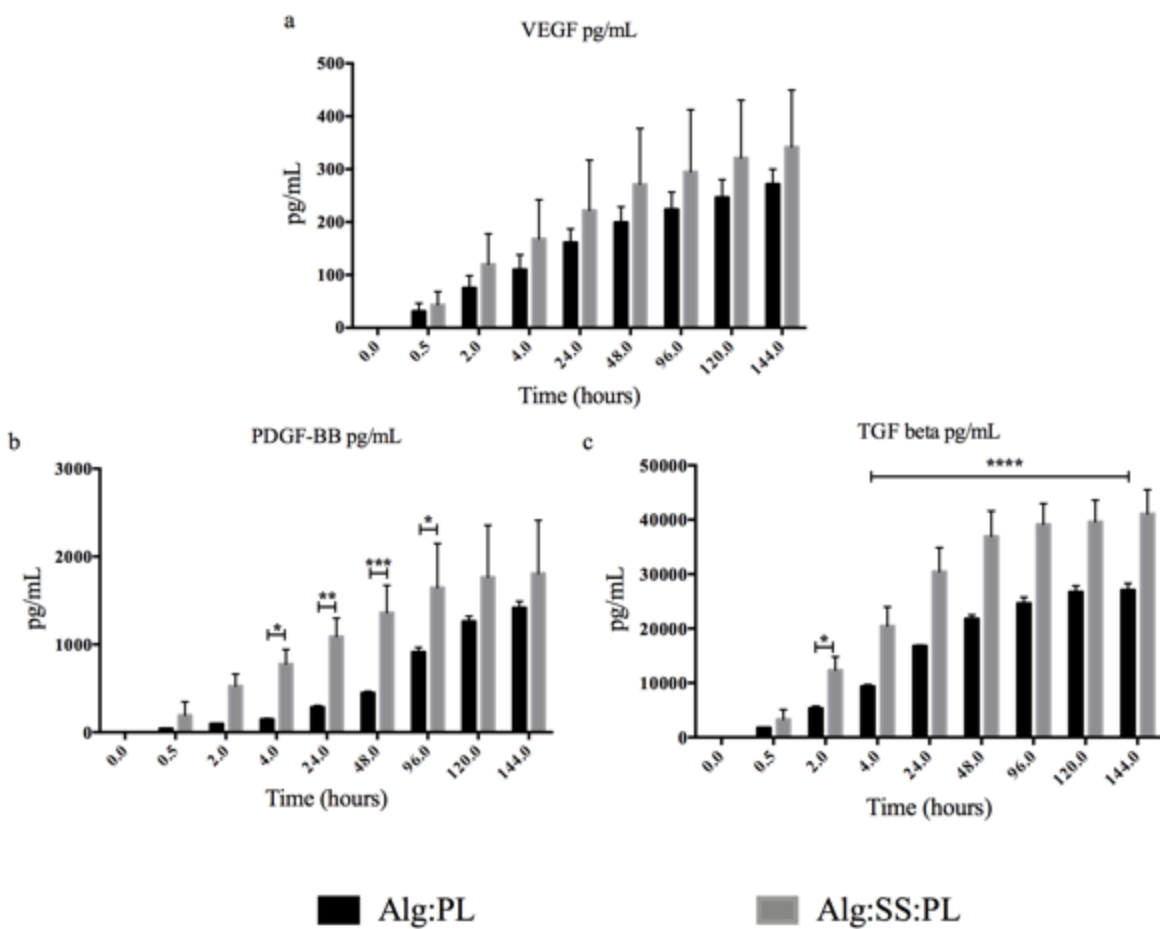 a
VEGF pg/mL
500
400
300
200
100
0
pg/mL
0.0 0.5 2.0 4.0 24.0 48.0 96.0 120.0 144.0
Time (hours)
b
PDGF-BB pg/mL
3000
2000
1000
0
pg/mL
* ** *** *
0.0 0.5 2.0 4.0 24.0 48.0 96.0 120.0 144.0
Time (hours)
c
TGF beta pg/mL
50000
40000
30000
20000
10000
0
pg/mL
* ****
0.0 0.5 2.0 4.0 24.0 48.0 96.0 120.0 144.0
Time (hours)
Alg:PL
Alg:SS:PL